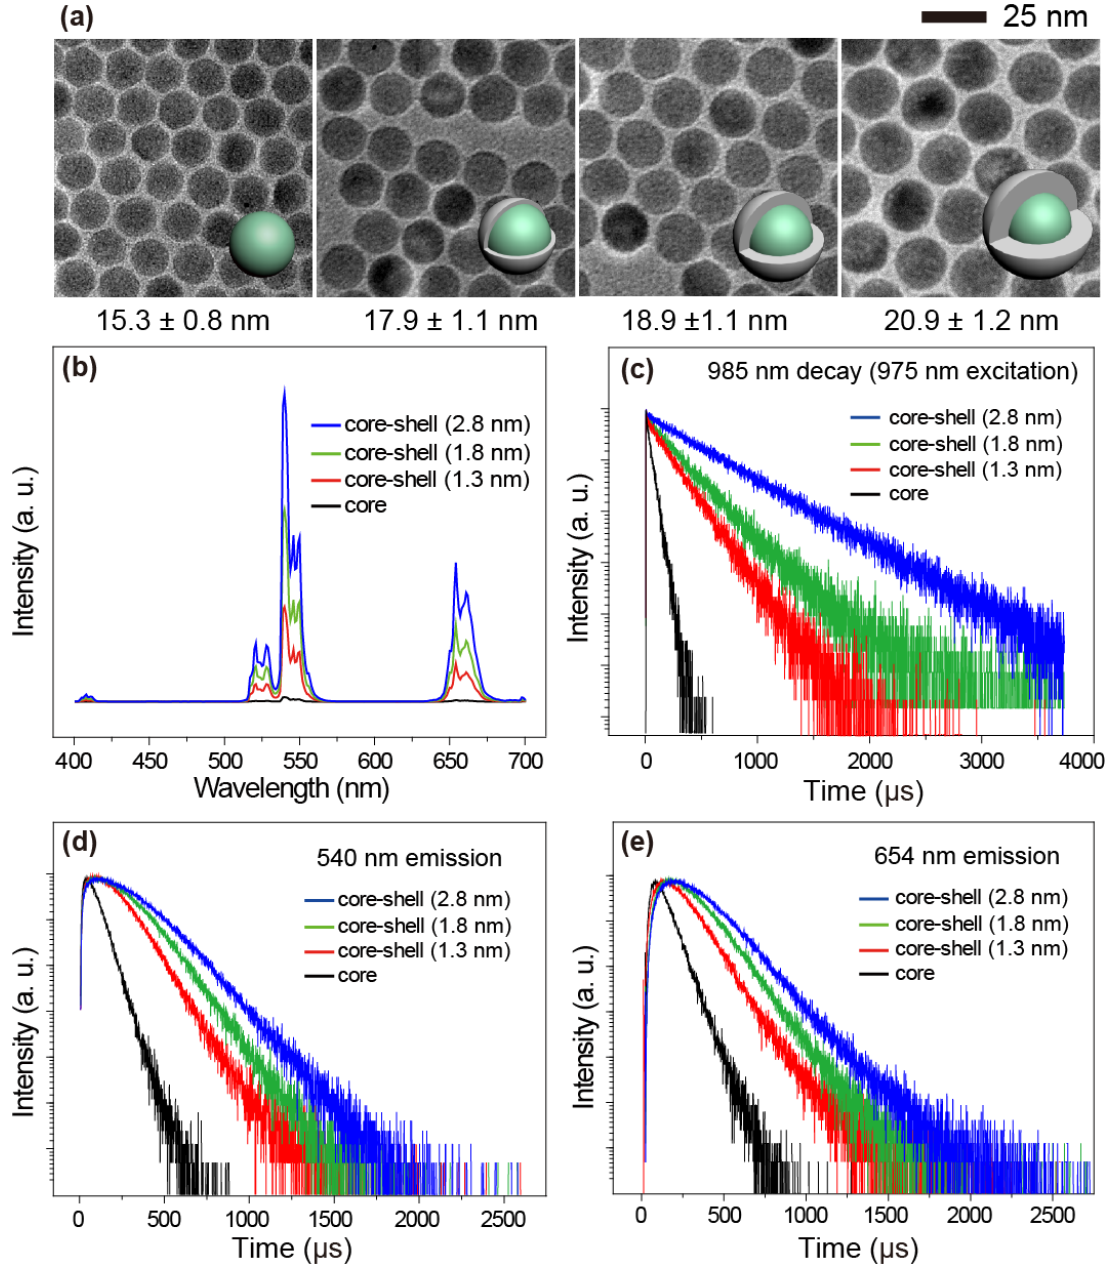 (a)
25 nm
15.3 ± 0.8 nm
17.9 ± 1.1 nm
18.9 ±1.1 nm
20.9 ± 1.2 nm
(b)
core-shell (2.8 nm)
core-shell (1.8 nm)
core-shell (1.3 nm)
core
Intensity (a. u.)
400 450 500 550 600 650 700
Wavelength (nm)
(c)
985 nm decay (975 nm excitation)
core-shell (2.8 nm)
core-shell (1.8 nm)
core-shell (1.3 nm)
core
Intensity (a. u.)
0 1000 2000 3000 4000
Time (μs)
(d)
540 nm emission
core-shell (2.8 nm)
core-shell (1.8 nm)
core-shell (1.3 nm)
core
Intensity (a. u.)
0 500 1000 1500 2000 2500
Time (μs)
(e)
654 nm emission
core-shell (2.8 nm)
core-shell (1.8 nm)
core-shell (1.3 nm)
core
Intensity (a. u.)
0 500 1000 1500 2000 2500
Time (μs)